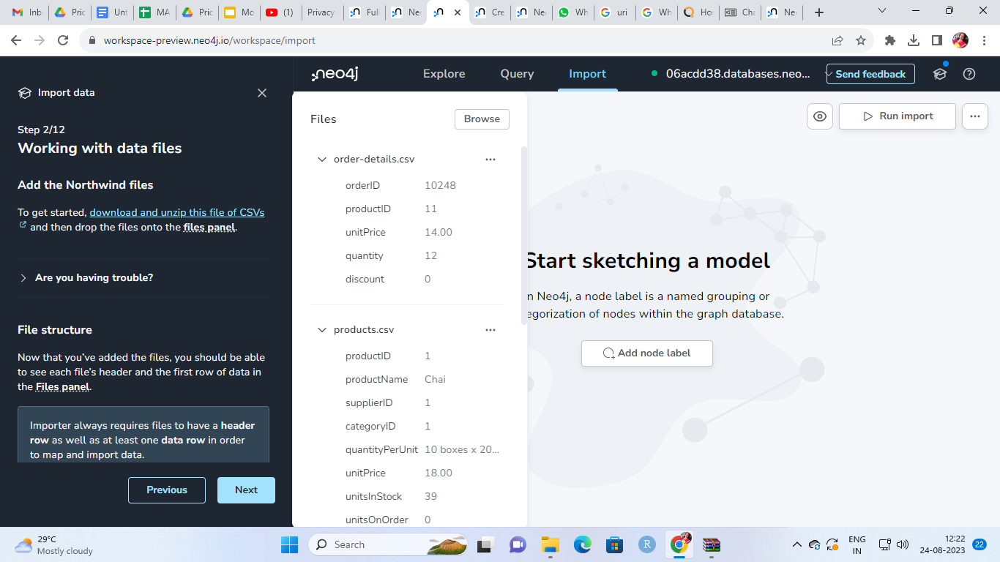 Inb
Pric
Unt
MA
Pric
Mo
(1)
Privacy
Full
Nee
Cre
Nee
Wh
uri
Wh
Hov
Cha
Nee
workspace-preview.neo4j.io/workspace/import
neo4j
Explore
Query
Import
06acdd38.databases.neo...
Send feedback
Import data
Step 2/12
Working with data files
Add the Northwind files
To get started, download and unzip this file of CSVs
and then drop the files onto the files panel.
Are you having trouble?
File structure
Now that you've added the files, you should be able
to see each file's header and the first row of data in
the Files panel.
Importer always requires files to have a header
row as well as at least one data row in order
to map and import data.
Previous
Next
Files
Browse
order-details.csv
orderID 10248
productID 11
unitPrice 14.00
quantity 12
discount 0
products.csv
productID 1
productName Chai
supplierID 1
categoryID 1
quantityPerUnit 10 boxes x 20...
unitPrice 18.00
unitsInStock 39
unitsOnOrder 0
Run import
Start sketching a model
n Neo4j, a node label is a named grouping or
egorization of nodes within the graph database.
Add node label
29°C
Mostly cloudy
Search
R
ENG
IN
12:22
24-08-2023
22